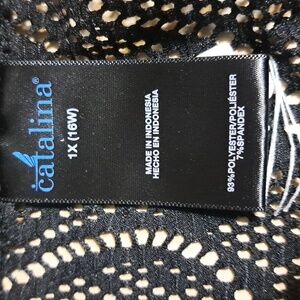 catalina®
1X (16W)
MADE IN INDONESIA
HECHO EN INDONESIA
93%POLYESTER/POLIÉSTER
7%SPANDEX